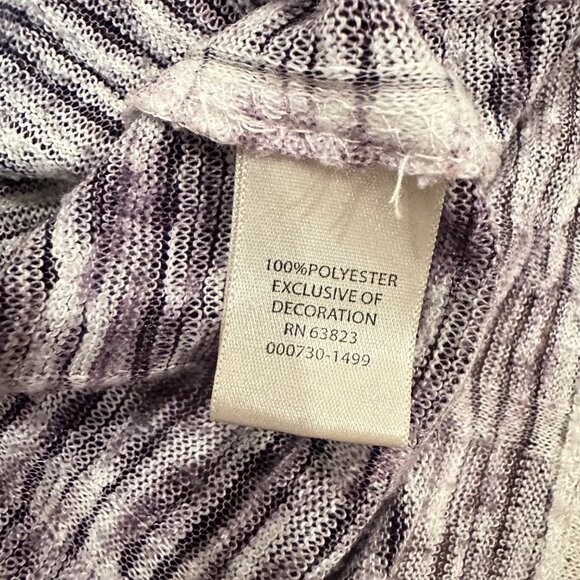 100%POLYESTER
EXCLUSIVE OF
DECORATION
RN 63823
000730-1499